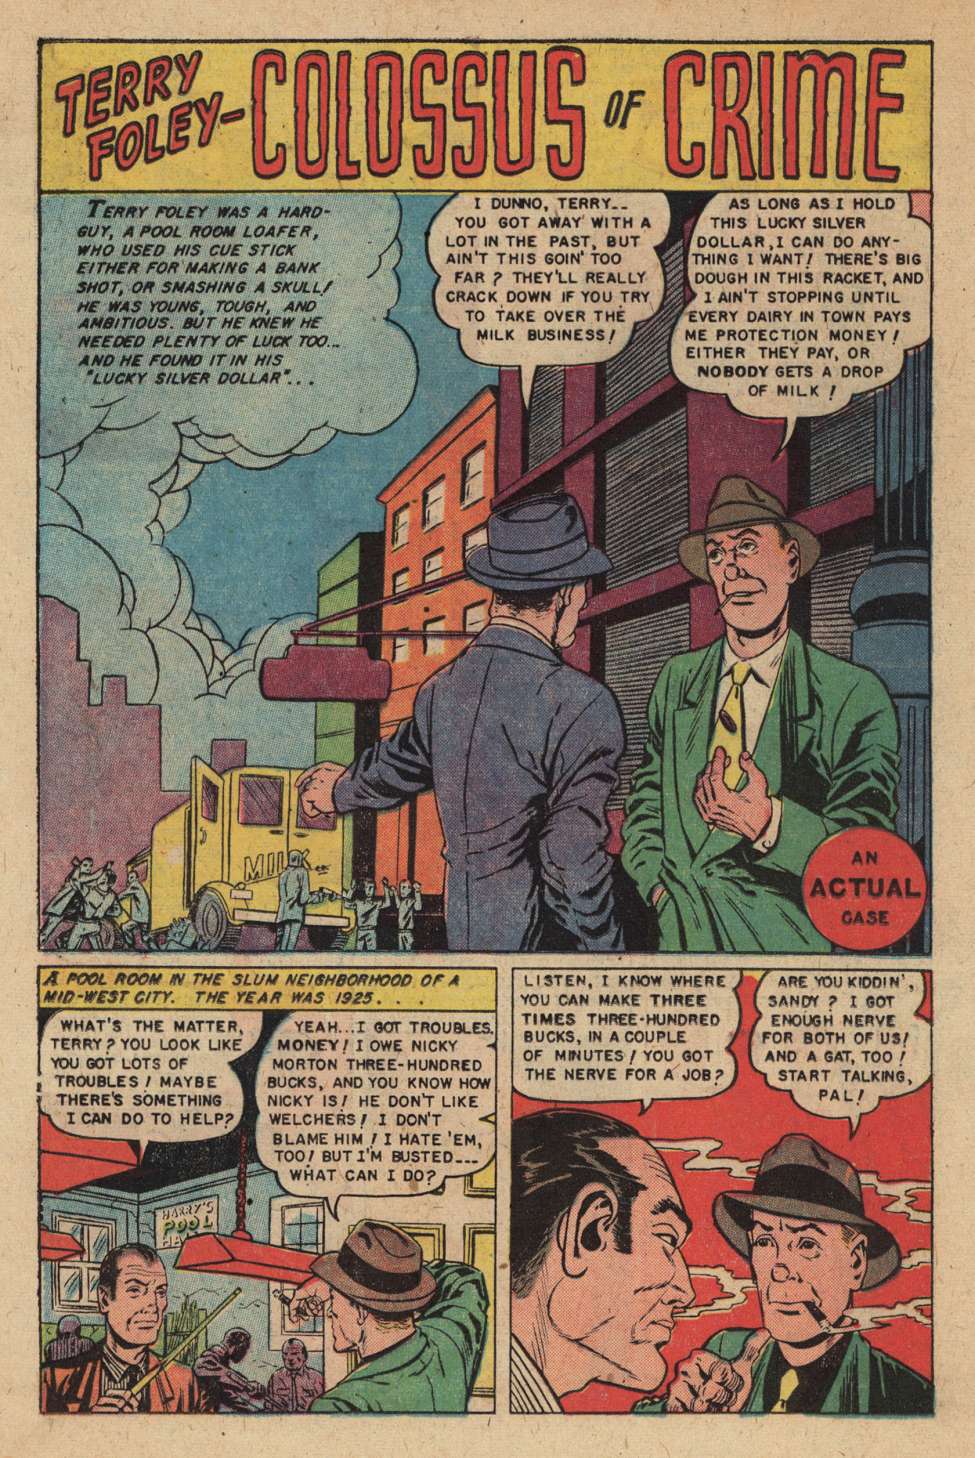 TERRY
FOLEY-
COLOSSUS OF CRIME
TERRY FOLEY WAS A HARD-
GUY, A POOL ROOM LOAFER,
WHO USED HIS CUE STICK
EITHER FOR MAKING A BANK
SHOT, OR SMASHING A SKULL!
HE WAS YOUNG, TOUGH, AND
AMBITIOUS. BUT HE KNEW HE
NEEDED PLENTY OF LUCK TOO...
AND HE FOUND IT IN HIS
"LUCKY SILVER DOLLAR"...
I DUNNO, TERRY--
YOU GOT AWAY WITH A
LOT IN THE PAST, BUT
AIN'T THIS GOIN' TOO
FAR? THEY'LL REALLY
CRACK DOWN IF YOU TRY
TO TAKE OVER THE
MILK BUSINESS!
AS LONG AS I HOLD
THIS LUCKY SILVER
DOLLAR, I CAN DO ANY-
THING I WANT! THERE'S BIG
DOUGH IN THIS RACKET, AND
I AIN'T STOPPING UNTIL
EVERY DAIRY IN TOWN PAYS
ME PROTECTION MONEY!
EITHER THEY PAY, OR
NOBODY GETS A DROP
OF MILK!
MILK
AN
ACTUAL
CASE
A POOL ROOM IN THE SLUM NEIGHBORHOOD OF A
MID-WEST CITY. THE YEAR WAS 1925....
WHAT'S THE MATTER,
TERRY? YOU LOOK LIKE
YOU GOT LOTS OF
TROUBLES! MAYBE
THERE'S SOMETHING
I CAN DO TO HELP?
YEAH...I GOT TROUBLES.
MONEY! I OWE NICKY
MORTON THREE-HUNDRED
BUCKS, AND YOU KNOW HOW
NICKY IS! HE DON'T LIKE
WELCHERS! I DON'T
BLAME HIM! I HATE 'EM,
TOO! BUT I'M BUSTED---
WHAT CAN I DO?
HARRY'S
POOL
LISTEN, I KNOW WHERE
YOU CAN MAKE THREE
TIMES THREE-HUNDRED
BUCKS, IN A COUPLE
OF MINUTES! YOU GOT
THE NERVE FOR A JOB?
ARE YOU KIDDIN',
SANDY? I GOT
ENOUGH NERVE
FOR BOTH OF US!
AND A GAT, TOO!
START TALKING,
PAL!